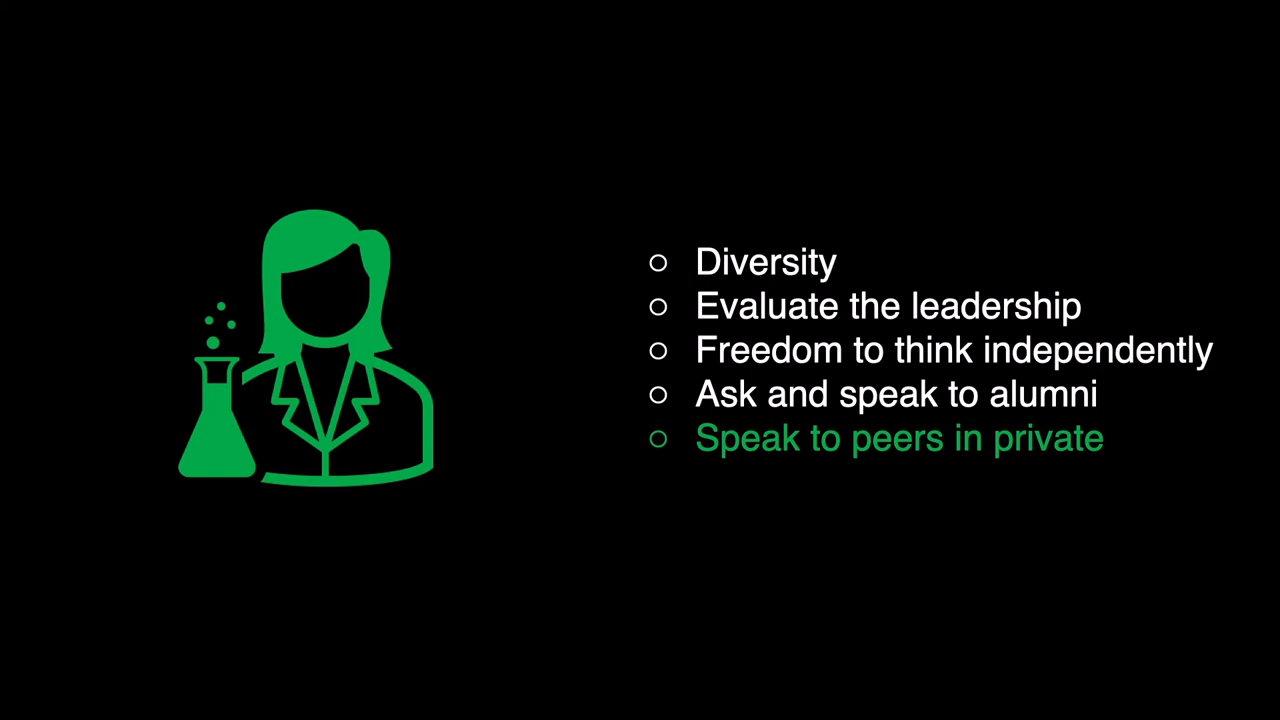 ○ Diversity
○ Evaluate the leadership
○ Freedom to think independently
○ Ask and speak to alumni
○ Speak to peers in private